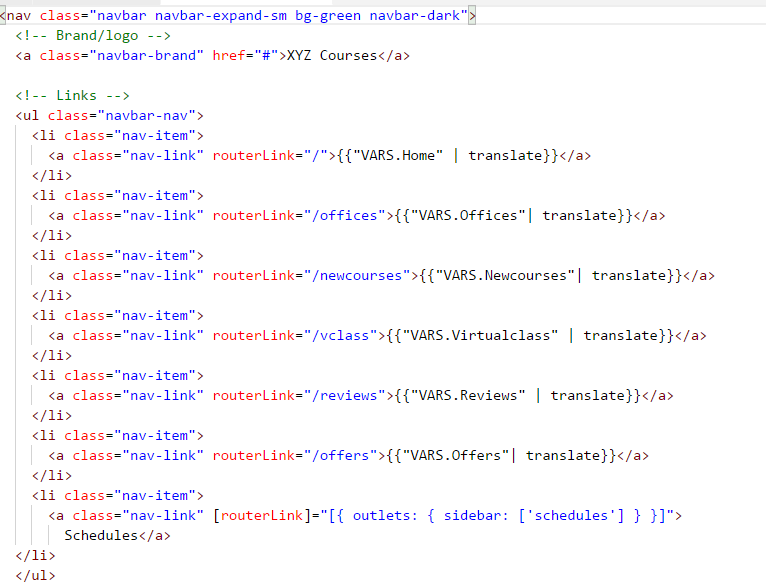 <nav class="navbar navbar-expand-sm bg-green navbar-dark">
  <!-- Brand/logo -->
  <a class="navbar-brand" href="#">XYZ Courses</a>

  <!-- Links -->
  <ul class="navbar-nav">
    <li class="nav-item">
      <a class="nav-link" routerLink="/">{{"VARS.Home" | translate}}</a>
    </li>
    <li class="nav-item">
      <a class="nav-link" routerLink="/offices">{{"VARS.Offices"| translate}}</a>
    </li>
    <li class="nav-item">
      <a class="nav-link" routerLink="/newcourses">{{"VARS.Newcourses"| translate}}</a>
    </li>
    <li class="nav-item">
      <a class="nav-link" routerLink="/vclass">{{"VARS.Virtualclass" | translate}}</a>
    </li>
    <li class="nav-item">
      <a class="nav-link" routerLink="/reviews">{{"VARS.Reviews" | translate}}</a>
    </li>
    <li class="nav-item">
      <a class="nav-link" routerLink="/offers">{{"VARS.Offers"| translate}}</a>
    </li>
    <li class="nav-item">
      <a class="nav-link" [routerLink]="[{ outlets: { sidebar: ['schedules'] } }]">
        Schedules</a>
  </li>
  </ul>